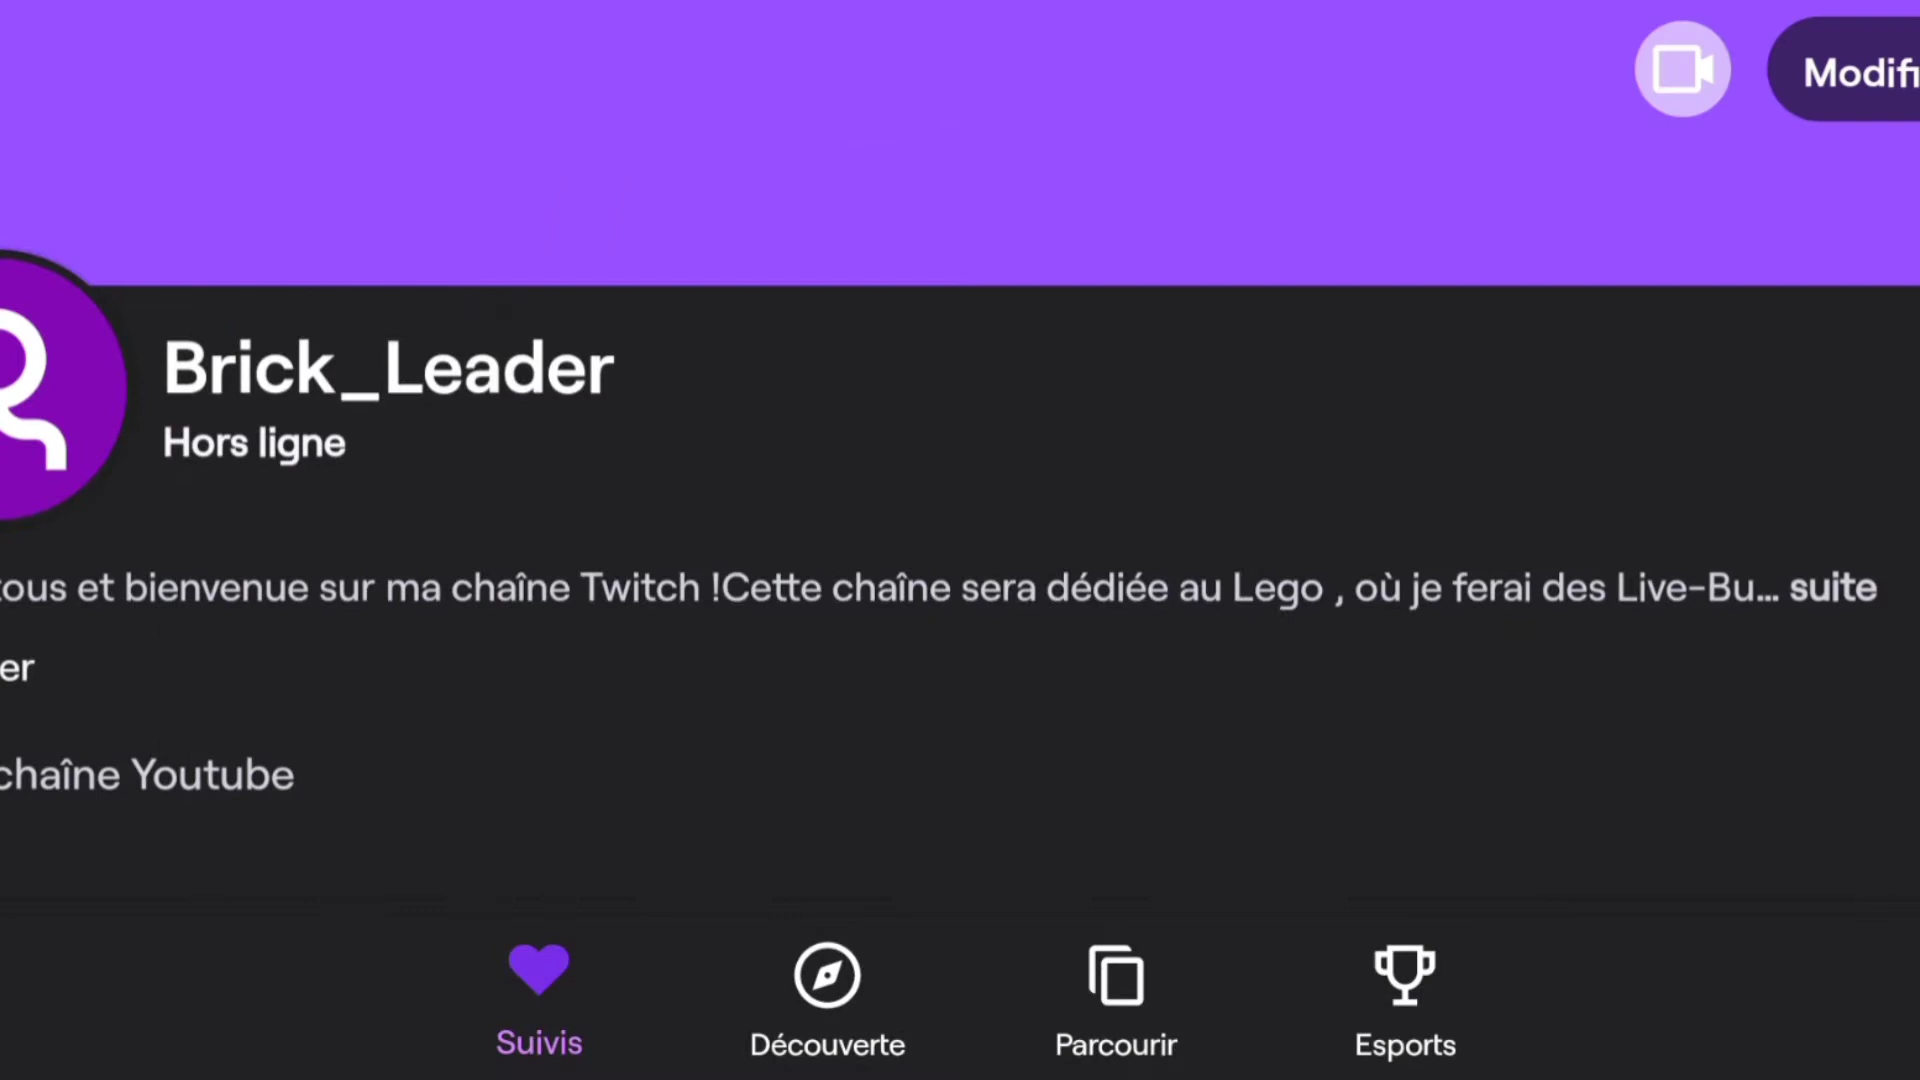 Modifi
Brick_Leader
Hors ligne
tous et bienvenue sur ma chaîne Twitch !Cette chaîne sera dédiée au Lego , où je ferai des Live-Bu... suite
er
chaîne Youtube
Suivis
Découverte
Parcourir
Esports